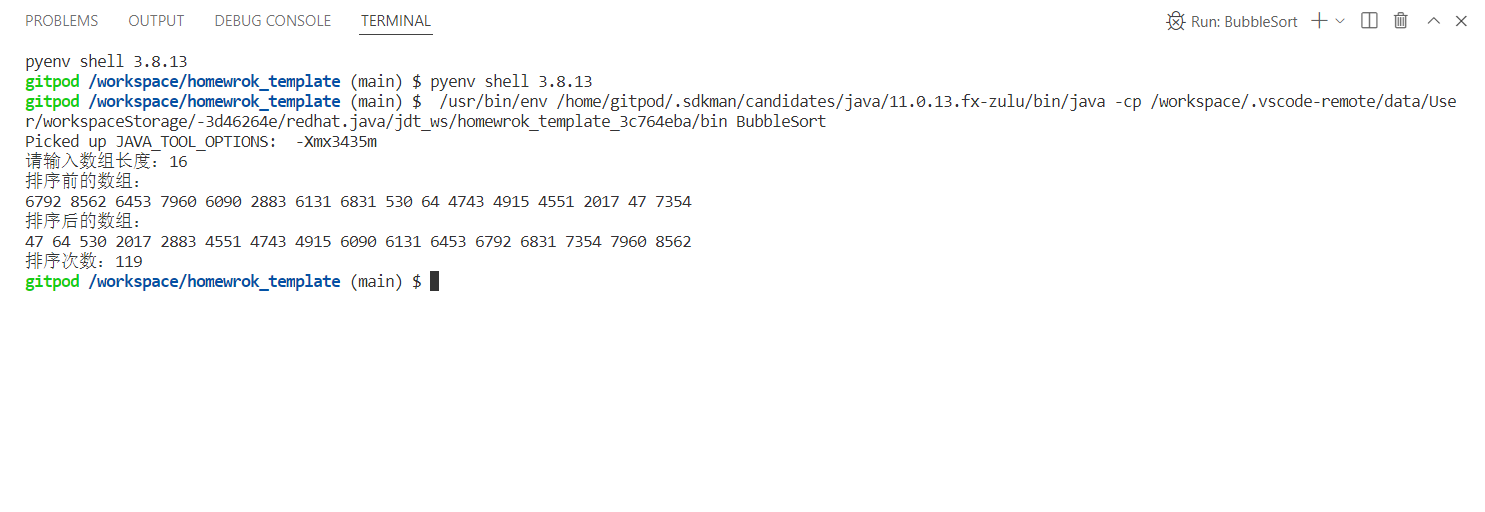 PROBLEMS OUTPUT DEBUG CONSOLE TERMINAL Run: BubbleSort
pyenv shell 3.8.13
gitpod /workspace/homewrok_template (main) $ pyenv shell 3.8.13
gitpod /workspace/homewrok_template (main) $  /usr/bin/env /home/gitpod/.sdkman/candidates/java/11.0.13.fx-zulu/bin/java -cp /workspace/.vscode-remote/data/Use
r/workspaceStorage/-3d46264e/redhat.java/jdt_ws/homewrok_template_3c764eba/bin BubbleSort
Picked up JAVA_TOOL_OPTIONS:  -Xmx3435m
请输入数组长度：16
排序前的数组：
6792 8562 6453 7960 6090 2883 6131 6831 530 64 4743 4915 4551 2017 47 7354
排序后的数组：
47 64 530 2017 2883 4551 4743 4915 6090 6131 6453 6792 6831 7354 7960 8562
排序次数：119
gitpod /workspace/homewrok_template (main) $